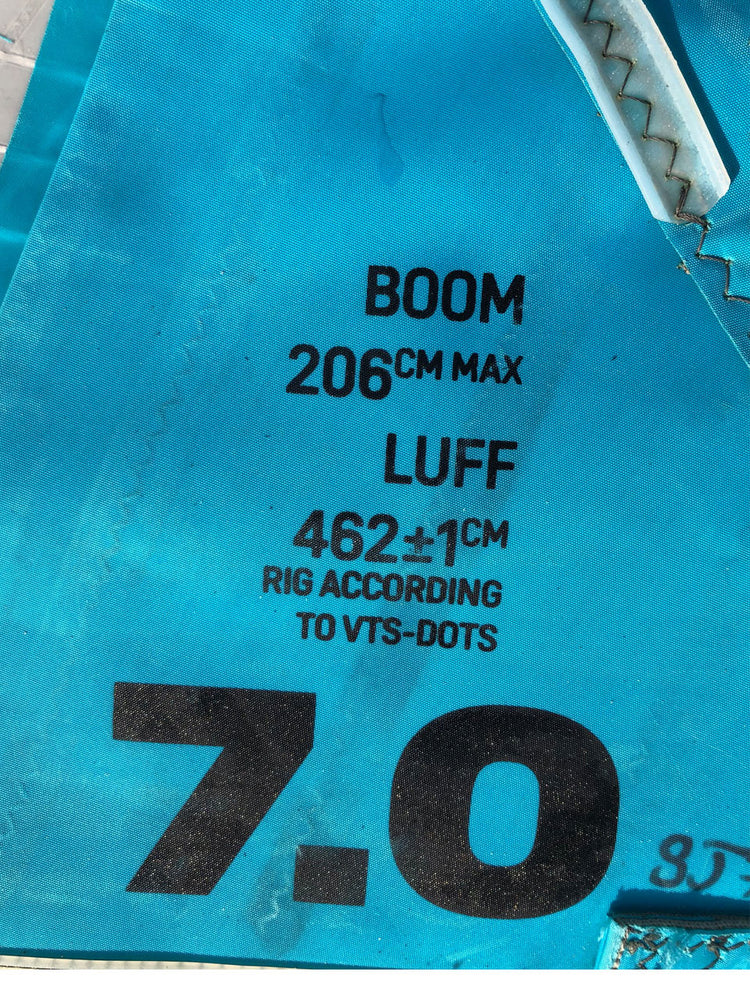 BOOM
206CM MAX
LUFF
462±1CM
RIG ACCORDING
TO VTS-DOTS
7.0